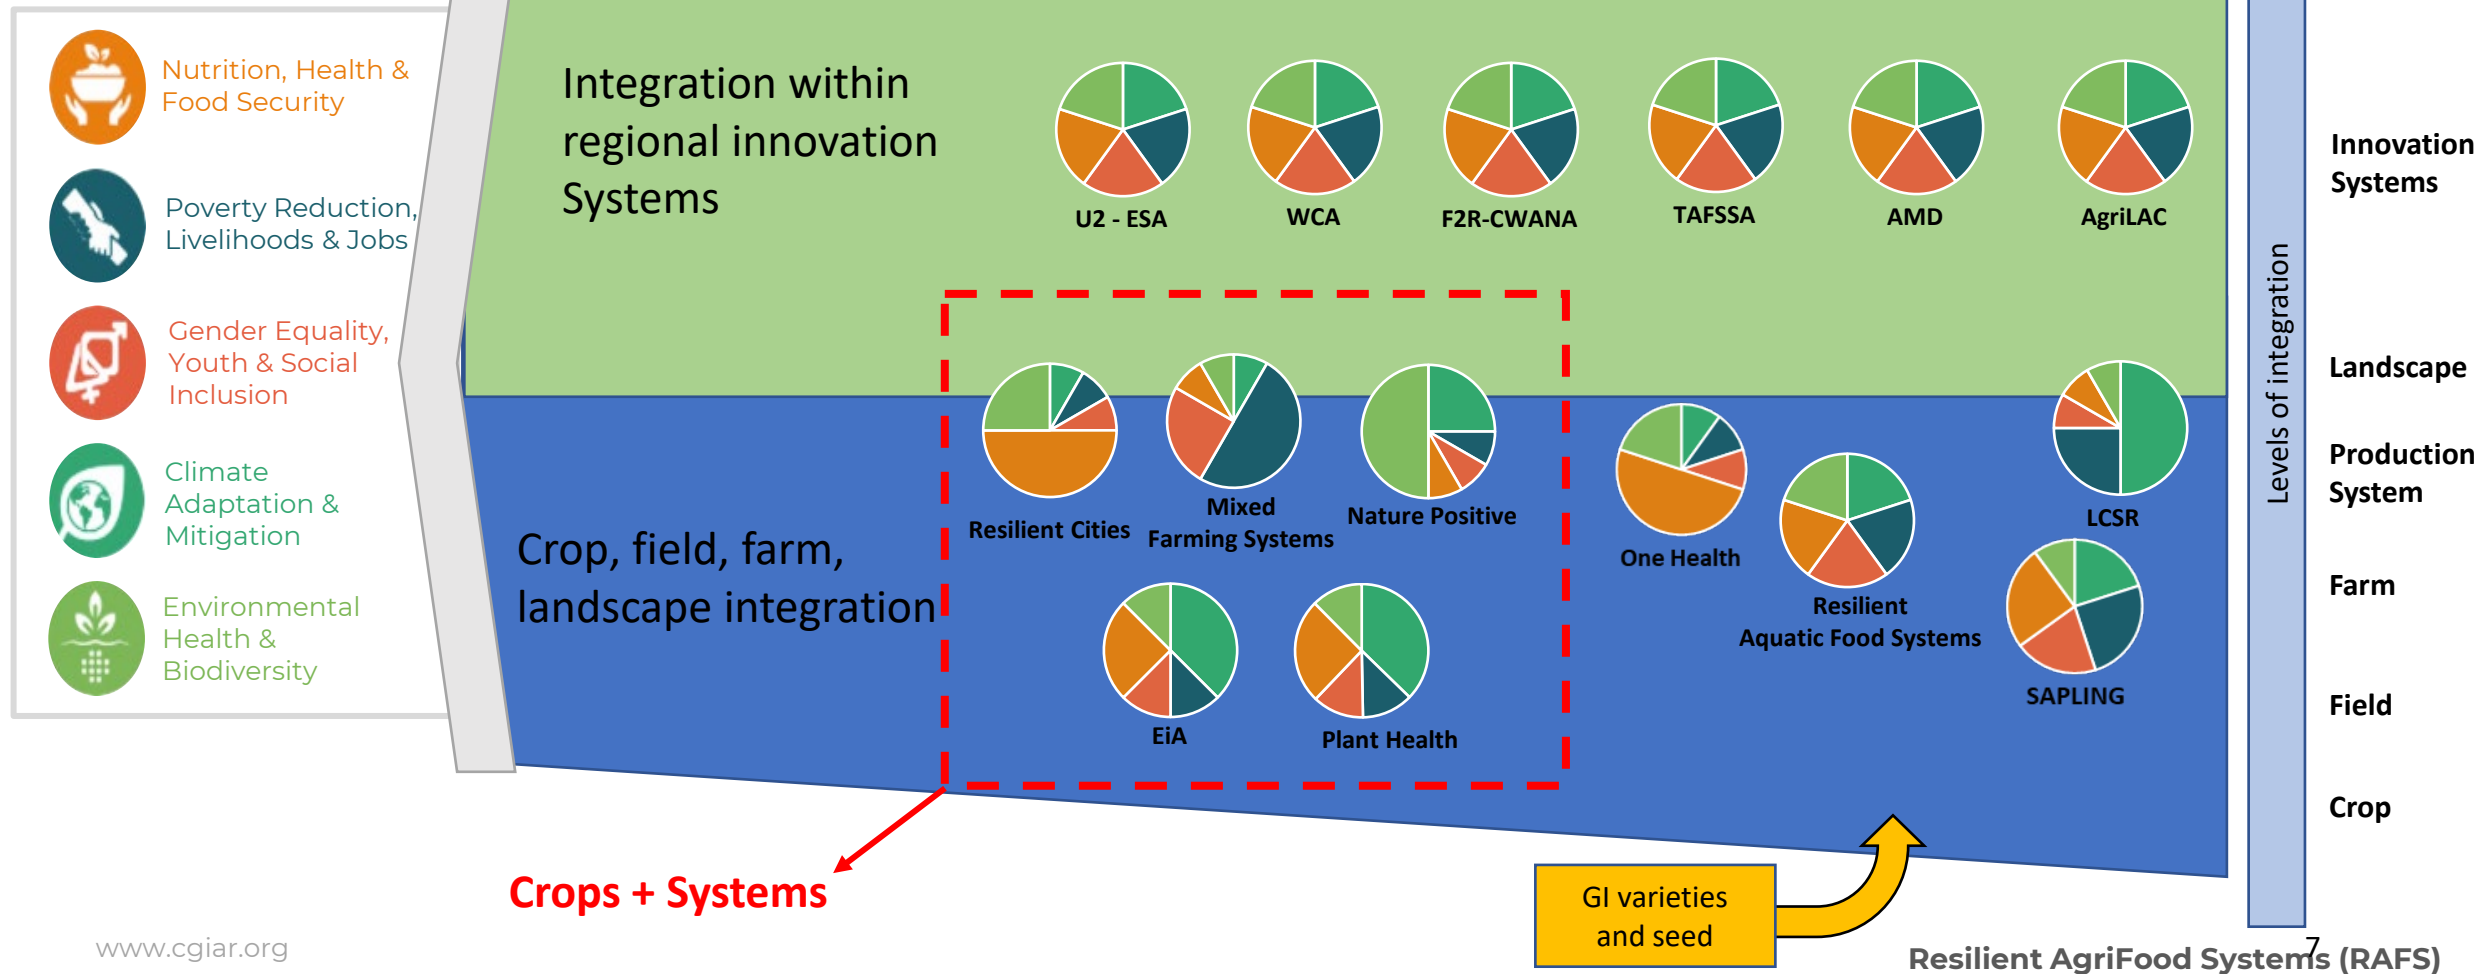 Nutrition, Health &
Food Security
Poverty Reduction,
Livelihoods & Jobs
Gender Equality,
Youth & Social
Inclusion
Climate
Adaptation &
Mitigation
Environmental
Health &
Biodiversity
Integration within
regional innovation
Systems
U2 - ESA
WCA
F2R-CWANA
TAFSSA
AMD
AgriLAC
Crop, field, farm,
landscape integration
Resilient Cities
Mixed
Farming Systems
Nature Positive
One Health
Resilient
Aquatic Food Systems
LCSR
SAPLING
EiA
Plant Health
Crops + Systems
GI varieties
and seed
Levels of integration
Innovation
Systems
Landscape
Production
System
Farm
Field
Crop
www.cgiar.org
7
Resilient AgriFood Systems (RAFS)